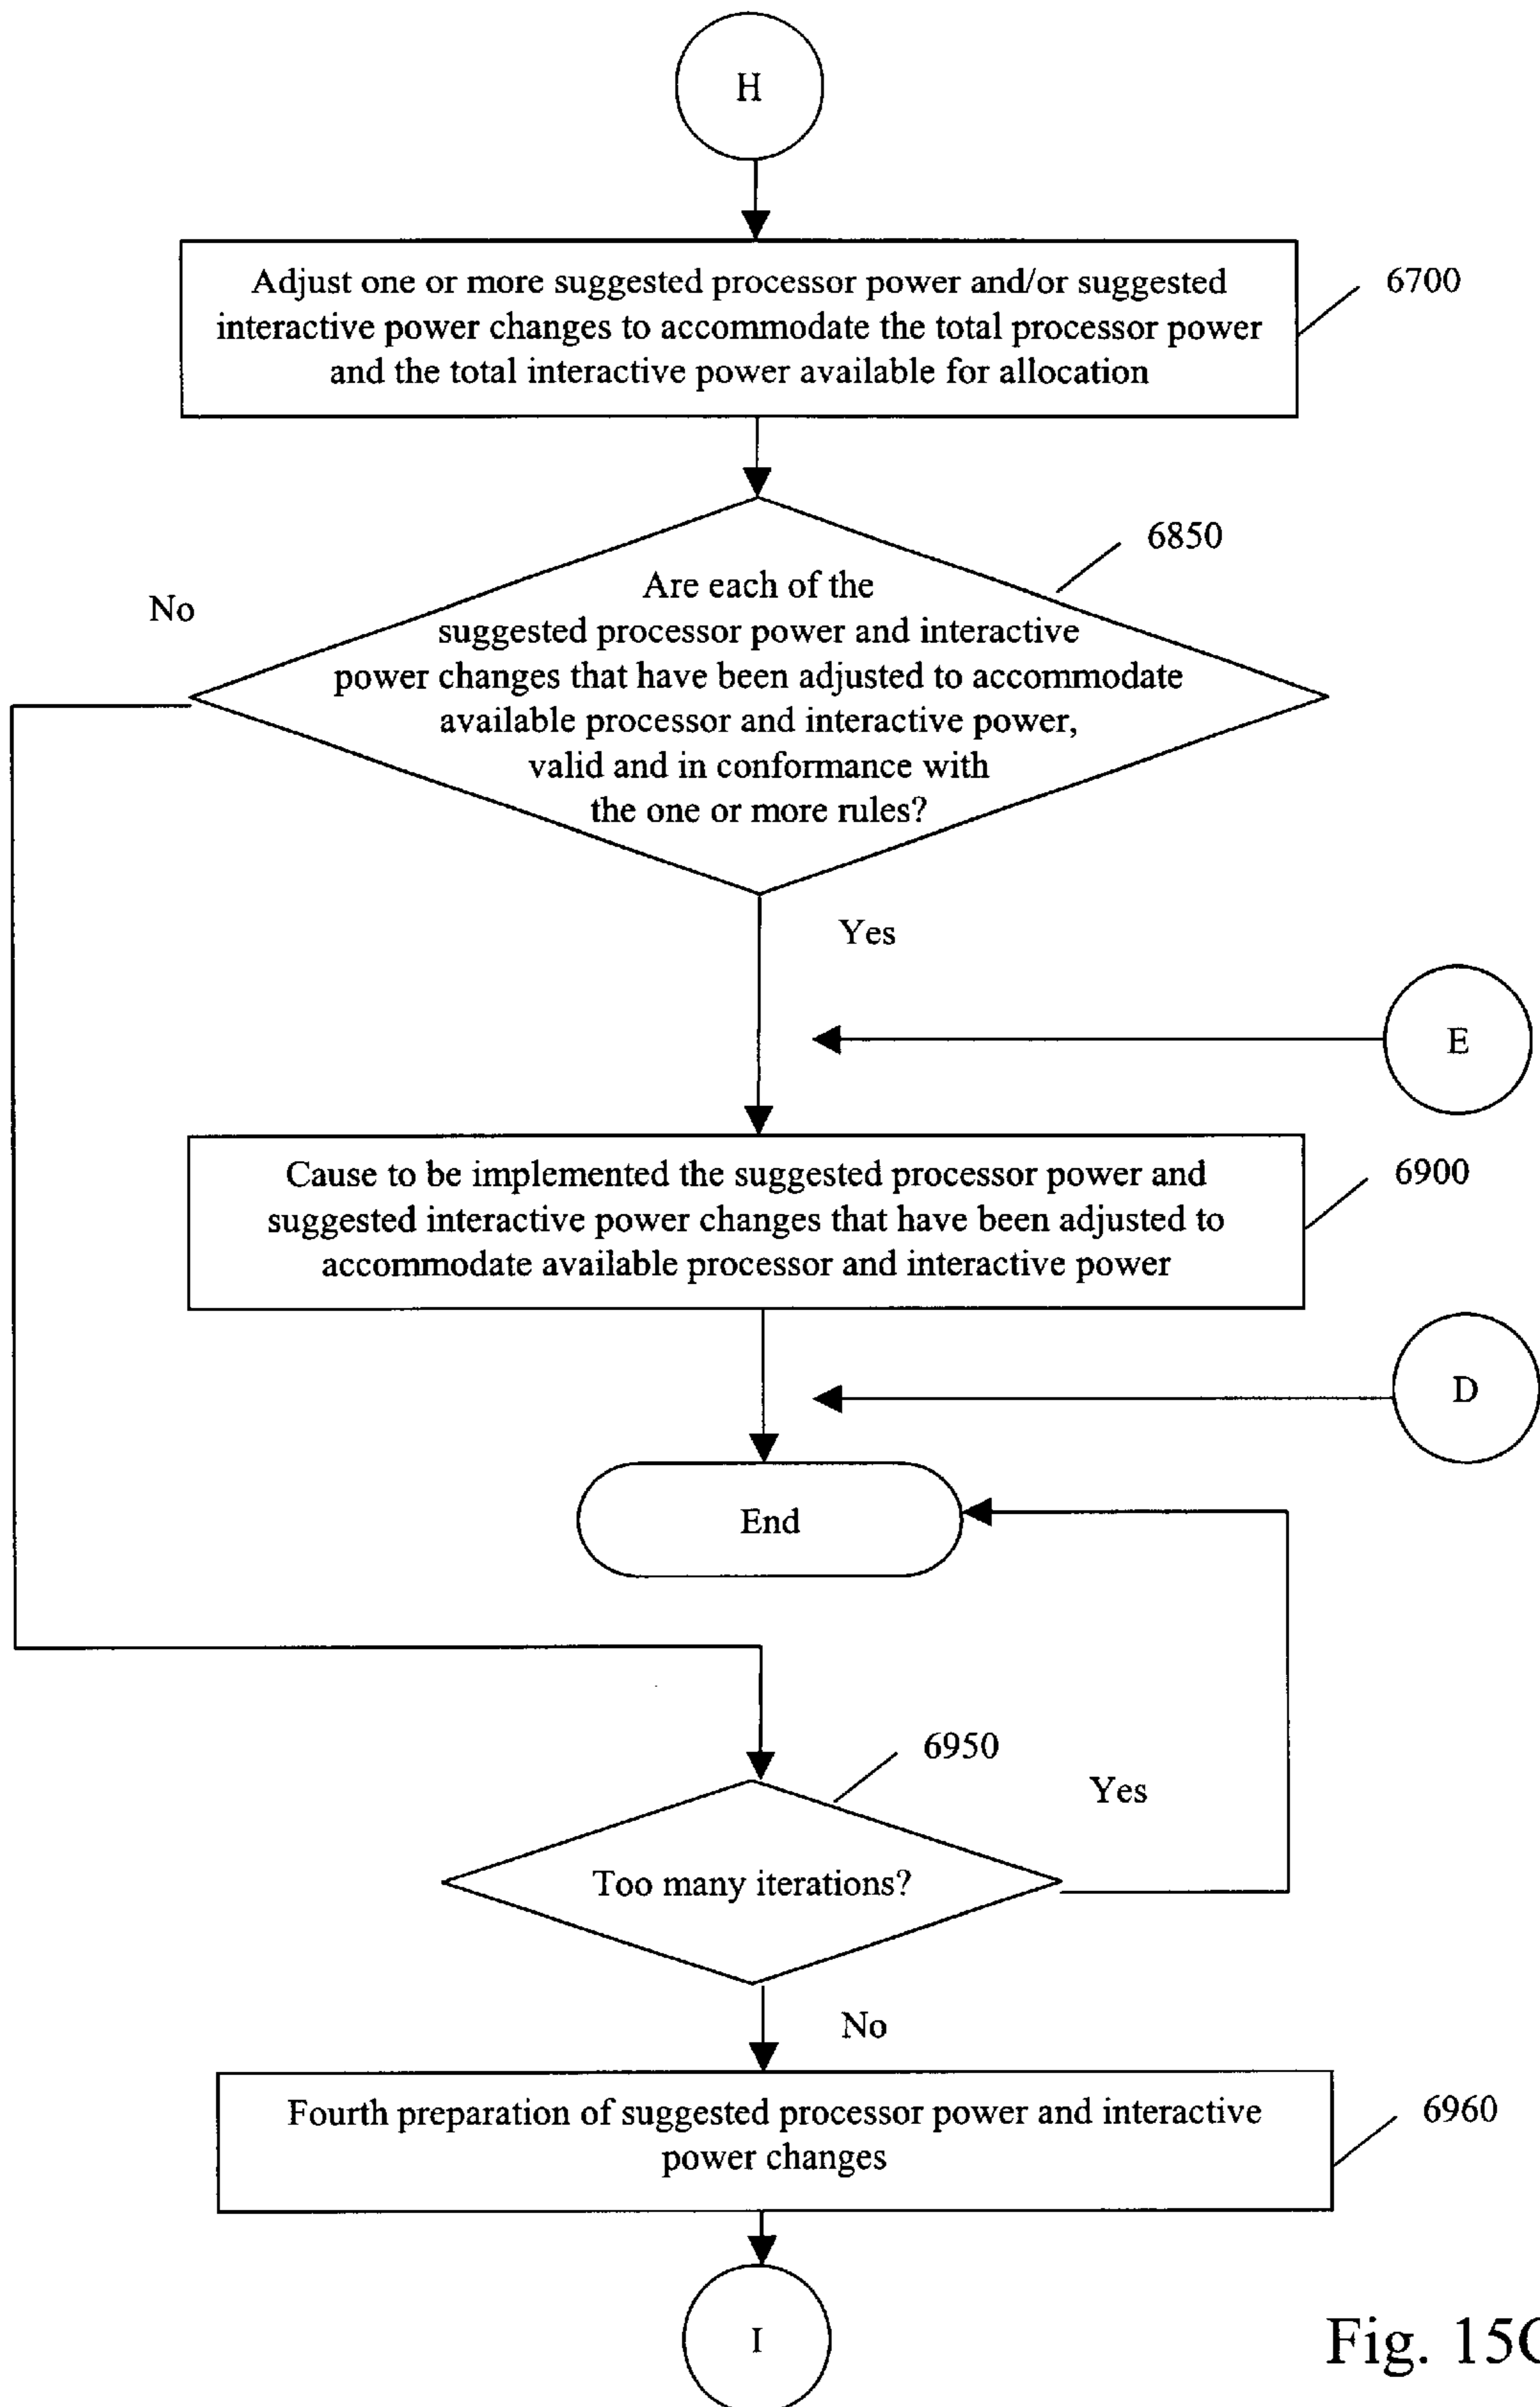 H
Adjust one or more suggested processor power and/or suggested
interactive power changes to accommodate the total processor power
and the total interactive power available for allocation
6700
6850
No
Are each of the
suggested processor power and interactive
power changes that have been adjusted to accommodate
available processor and interactive power,
valid and in conformance with
the one or more rules?
Yes
E
Cause to be implemented the suggested processor power and
suggested interactive power changes that have been adjusted to
accommodate available processor and interactive power
6900
D
End
6950
Yes
Too many iterations?
No
Fourth preparation of suggested processor power and interactive
power changes
6960
I
Fig. 15